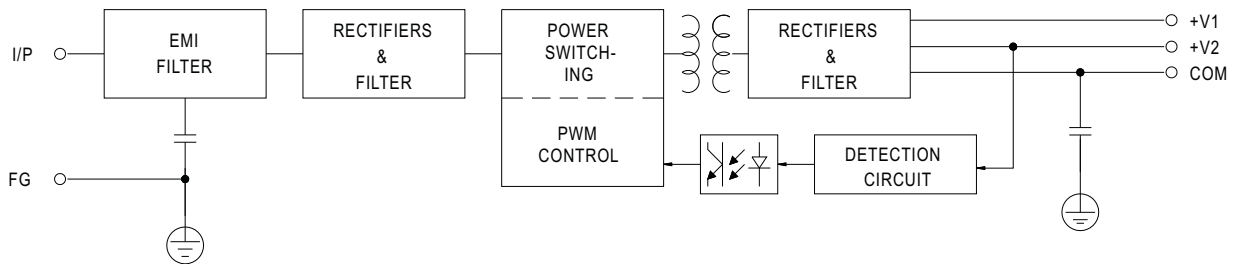 I/P
EMI
FILTER
RECTIFIERS
&
FILTER
POWER
SWITCH-
ING
PWM
CONTROL
RECTIFIERS
&
FILTER
+V1
+V2
COM
DETECTION
CIRCUIT
FG